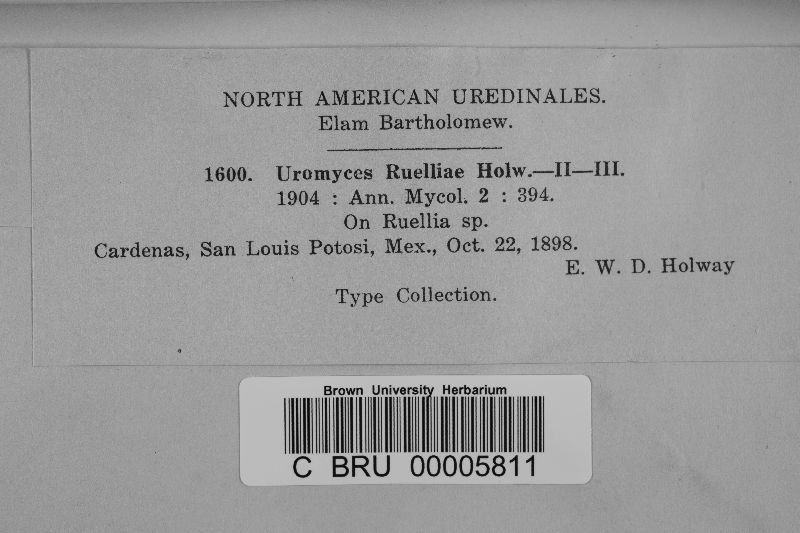 NORTH AMERICAN UREDINALES.
Elam Bartholomew.
1600. Uromyces Ruelliae Holw.—II—III.
1904 : Ann. Mycol. 2 : 394.
On Ruellia sp.
Cardenas, San Louis Potosi, Mex., Oct. 22, 1898.
E. W. D. Holway
Type Collection.
Brown University Herbarium
C BRU 00005811